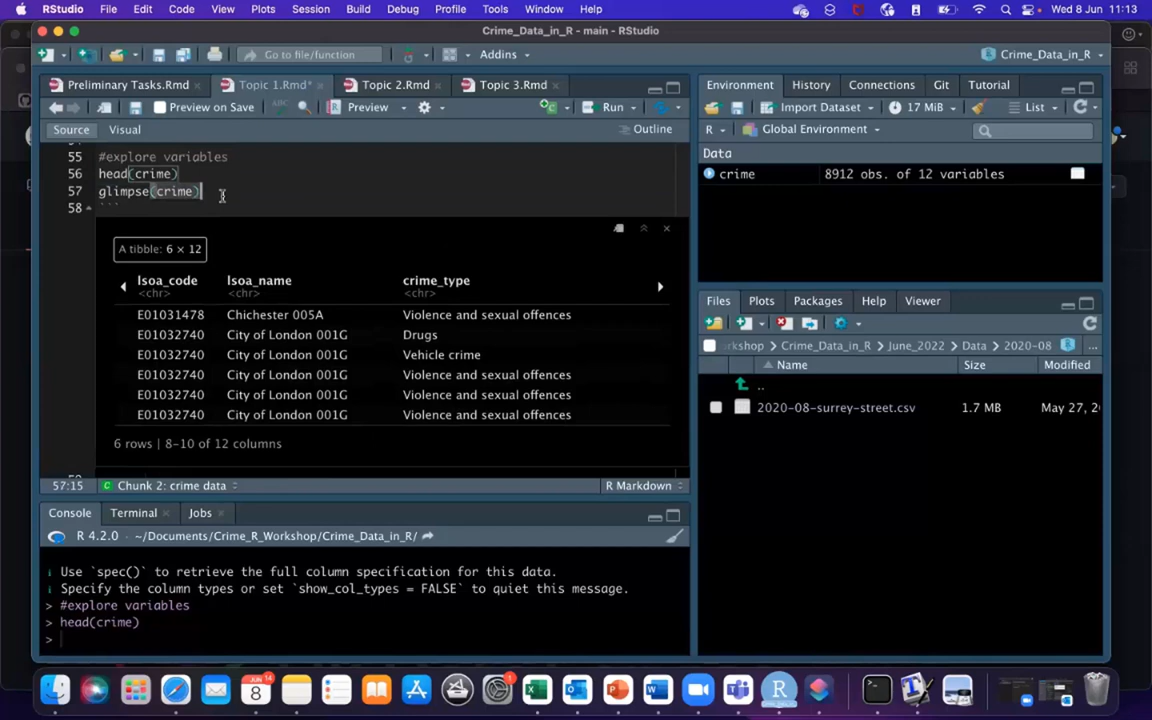 RStudio File Edit Code View Plots Session Build Debug Profile Tools Window Help Wed 8 Jun 11:13
Crime_Data_in_R - main - RStudio
Go to file/function Addins Crime_Data_in_R
Preliminary Tasks.Rmd Topic 1.Rmd* Topic 2.Rmd Topic 3.Rmd
Preview on Save Preview Run
Source Visual Outline
55 #explore variables
56 head(crime)
57 glimpse(crime)
58 ```
A tibble: 6 × 12
lsoa_code lsoa_name crime_type
<chr> <chr> <chr>
E01031478 Chichester 005A Violence and sexual offences
E01032740 City of London 001G Drugs
E01032740 City of London 001G Vehicle crime
E01032740 City of London 001G Violence and sexual offences
E01032740 City of London 001G Violence and sexual offences
E01032740 City of London 001G Violence and sexual offences
6 rows | 8-10 of 12 columns
57:15 Chunk 2: crime data R Markdown
Console Terminal Jobs
R 4.2.0 · ~/Documents/Crime_R_Workshop/Crime_Data_in_R/
i Use `spec()` to retrieve the full column specification for this data.
i Specify the column types or set `show_col_types = FALSE` to quiet this message.
> #explore variables
> head(crime)
>
Environment History Connections Git Tutorial
Import Dataset 17 MiB List
R Global Environment
Data
crime 8912 obs. of 12 variables
Files Plots Packages Help Viewer
rkshop > Crime_Data_in_R > June_2022 > Data > 2020-08 ...
Name Size Modified
..
2020-08-surrey-street.csv 1.7 MB May 27, 2
JUN 8
14
1